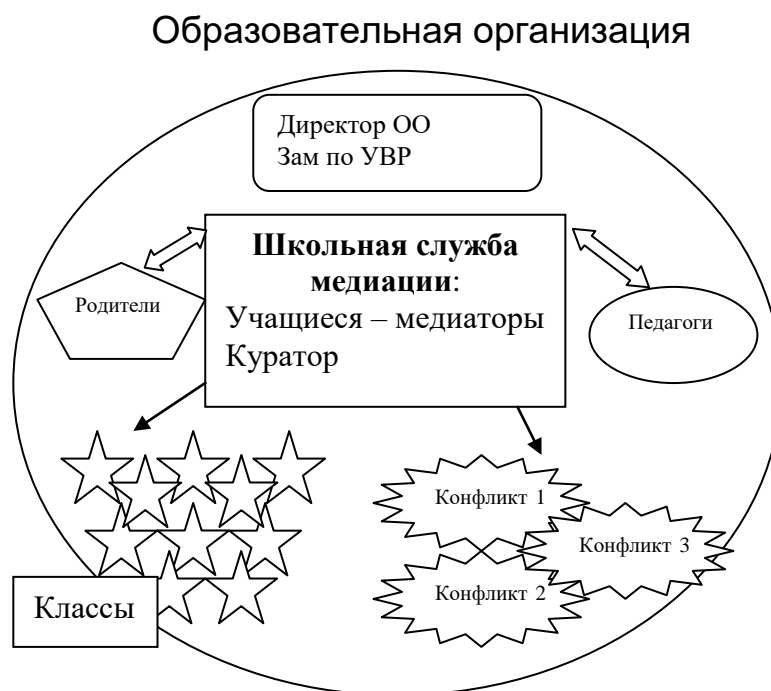 Образовательная организация
Директор ОО
Зам по УВР
Школьная служба
медиации:
Учащиеся – медиаторы
Куратор
Родители
Педагоги
Конфликт 1
Конфликт 3
Конфликт 2
Классы